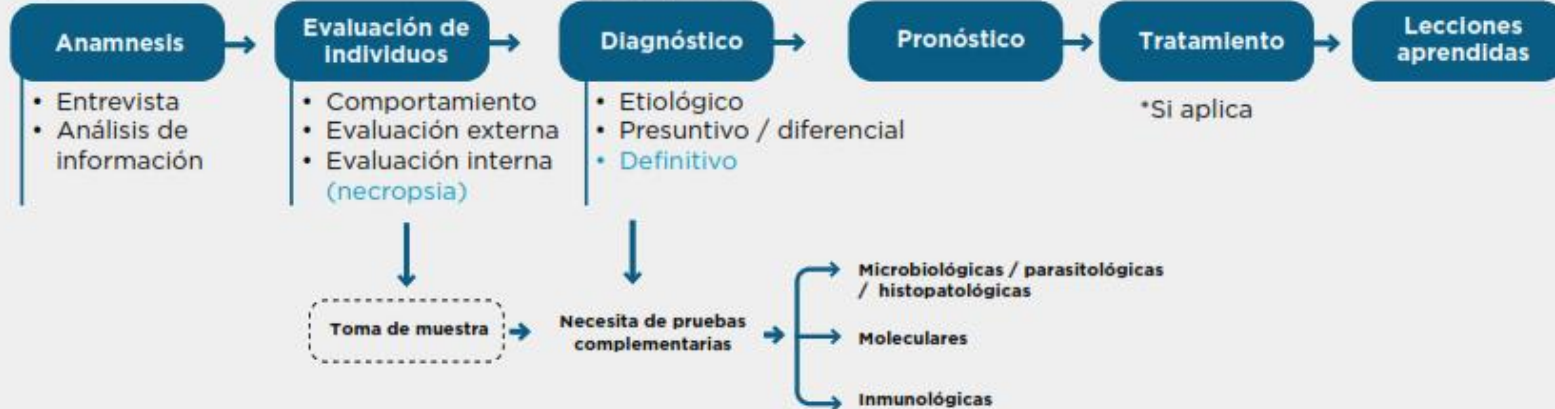 Anamnesis
• Entrevista
• Análisis de
información
Evaluación de
individuos
• Comportamiento
• Evaluación externa
• Evaluación interna
(necropsia)
Diagnóstico
• Etiológico
• Presuntivo / diferencial
• Definitivo
Pronóstico
Tratamiento
*Si aplica
Lecciones
aprendidas
Toma de muestra
Necesita de pruebas
complementarias
Microbiológicas / parasitológicas
/ histopatológicas
Moleculares
Inmunológicas